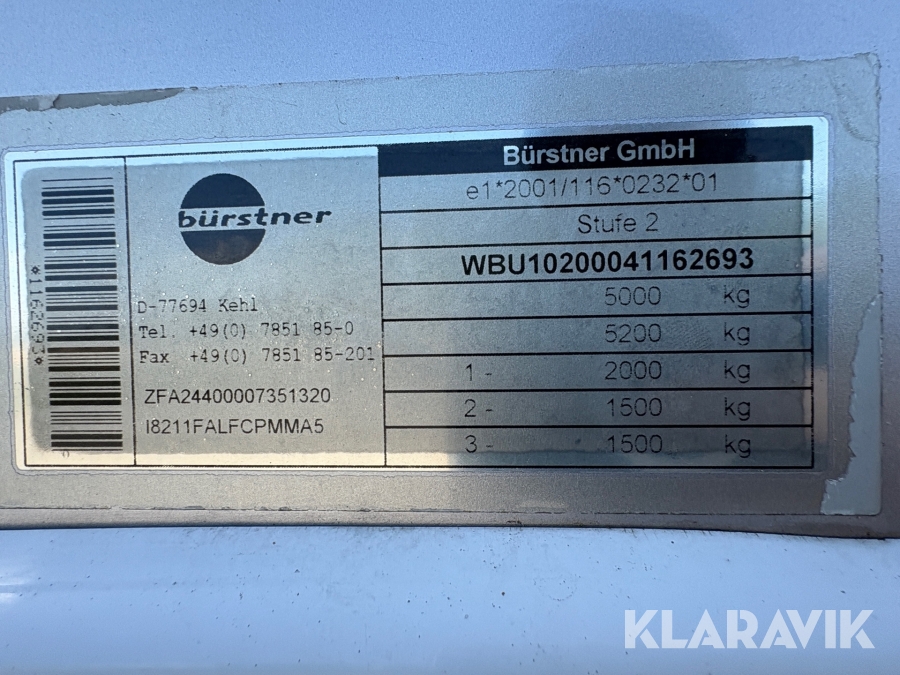 *1162693*
bürstner
D-77694 Kehl
Tel. +49(0) 7851 85-0
Fax +49(0) 7851 85-201
ZFA24400007351320
I8211FALFCPMMA5
Bürstner GmbH
e1*2001/116*0232*01
Stufe 2
WBU10200041162693
5000 kg
5200 kg
1 - 2000 kg
2 - 1500 kg
3 - 1500 kg
KLARAVIK